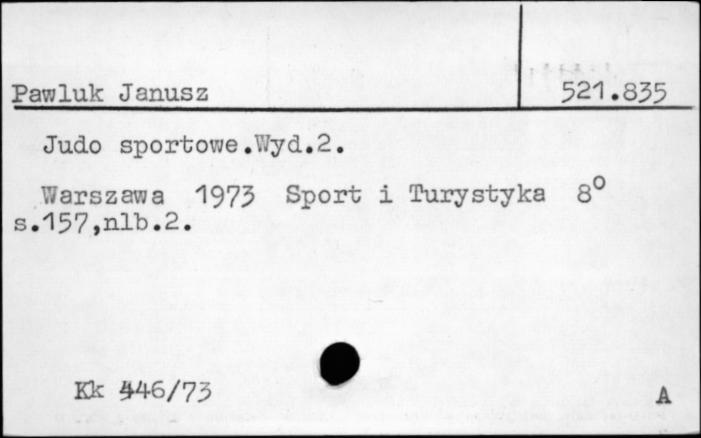 Pawluk Janusz 521.835
Judo sportowe.Wyd.2.
Warszawa 1973 Sport i Turystyka 8°
s.157,nlb.2.
Kk 446/73 A